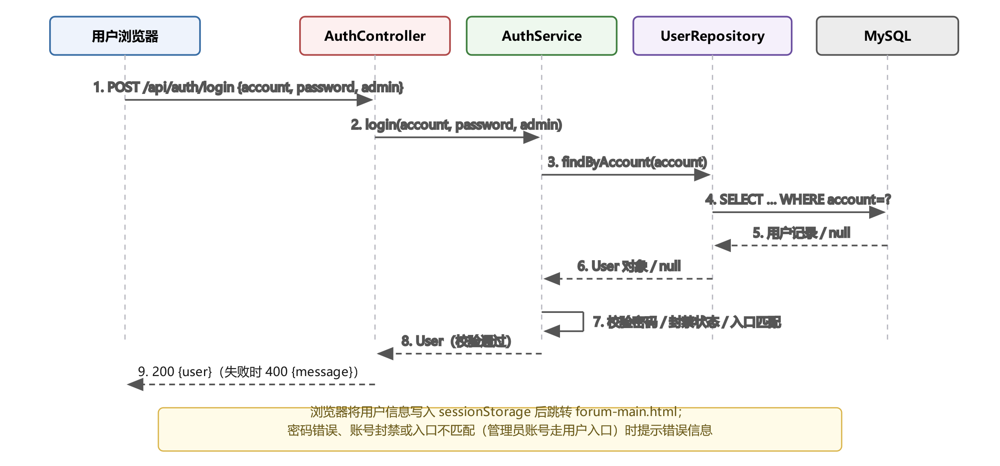 用户浏览器
AuthController
AuthService
UserRepository
MySQL
1. POST /api/auth/login {account, password, admin}
2. login(account, password, admin)
3. findByAccount(account)
4. SELECT ... WHERE account=?
5. 用户记录 / null
6. User 对象 / null
7. 校验密码 / 封禁状态 / 入口匹配
8. User（校验通过）
9. 200 {user}（失败时 400 {message}）
浏览器将用户信息写入 sessionStorage 后跳转 forum-main.html；
密码错误、账号封禁或入口不匹配（管理员账号走用户入口）时提示错误信息